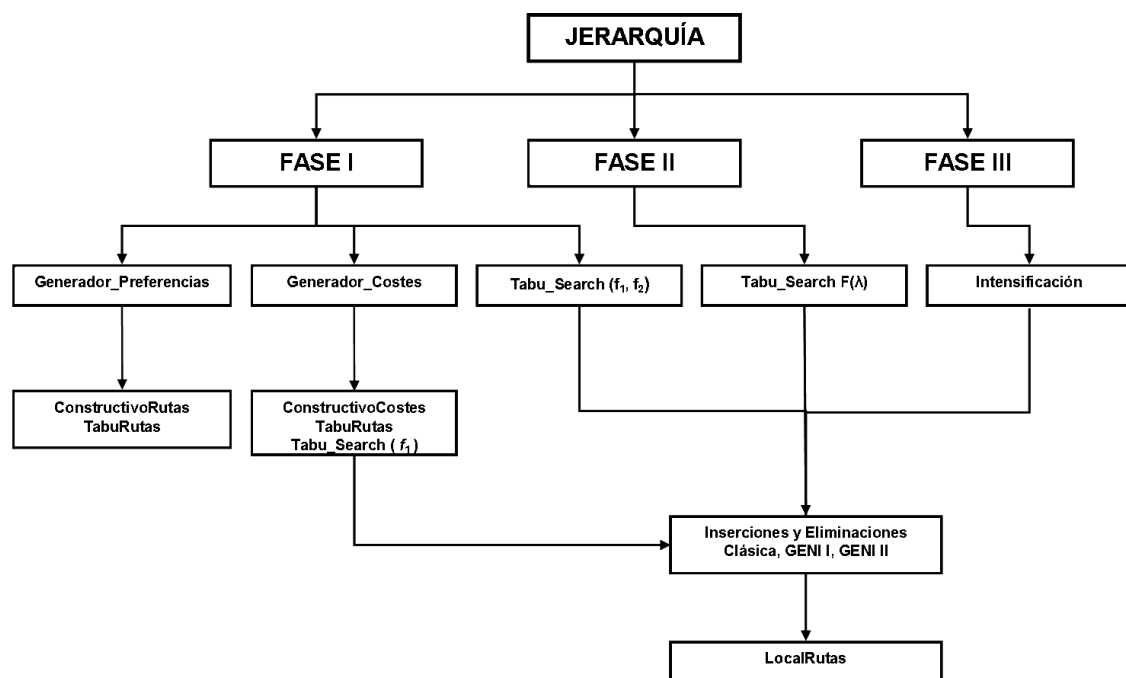 JERARQUÍA
FASE I
FASE II
FASE III
Generador_Preferencias
Generador_Costes
Tabu_Search (f₁, f₂)
Tabu_Search F(λ)
Intensificación
ConstructivoRutas
TabuRutas
ConstructivoCostes
TabuRutas
Tabu_Search ( f₁)
Inserciones y Eliminaciones
Clásica, GENI I, GENI II
LocalRutas